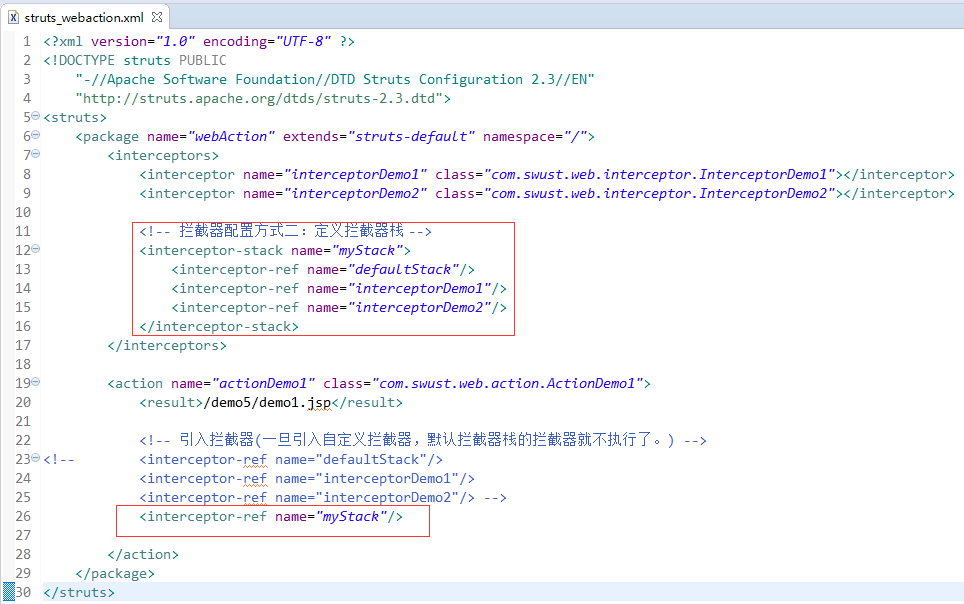 struts_webaction.xml
1 <?xml version="1.0" encoding="UTF-8" ?>
2 <!DOCTYPE struts PUBLIC
3     "-//Apache Software Foundation//DTD Struts Configuration 2.3//EN"
4     "http://struts.apache.org/dtds/struts-2.3.dtd">
5 <struts>
6     <package name="webAction" extends="struts-default" namespace="/">
7         <interceptors>
8             <interceptor name="interceptorDemo1" class="com.swust.web.interceptor.InterceptorDemo1"></interceptor>
9             <interceptor name="interceptorDemo2" class="com.swust.web.interceptor.InterceptorDemo2"></interceptor>
10
11             <!-- 拦截器配置方式二：定义拦截器栈 -->
12             <interceptor-stack name="myStack">
13                 <interceptor-ref name="defaultStack"/>
14                 <interceptor-ref name="interceptorDemo1"/>
15                 <interceptor-ref name="interceptorDemo2"/>
16             </interceptor-stack>
17         </interceptors>
18
19         <action name="actionDemo1" class="com.swust.web.action.ActionDemo1">
20             <result>/demo5/demo1.jsp</result>
21
22             <!-- 引入拦截器(一旦引入自定义拦截器，默认拦截器栈的拦截器就不执行了。) -->
23 <!--        <interceptor-ref name="defaultStack"/>
24             <interceptor-ref name="interceptorDemo1"/>
25             <interceptor-ref name="interceptorDemo2"/> -->
26             <interceptor-ref name="myStack"/>
27
28         </action>
29     </package>
30 </struts>